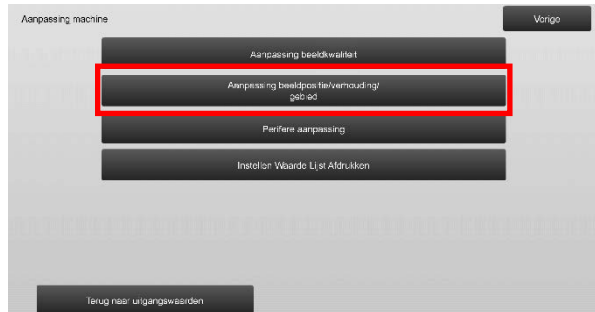 Aanpassing machine
Vorige
Aanpassing beeldkwaliteit
Aanpassing beeldpositie/verhouding/
gebied
Perifere aanpassing
Instellen Waarde Lijst Afdrukken
Terug naar uitgangswaarden